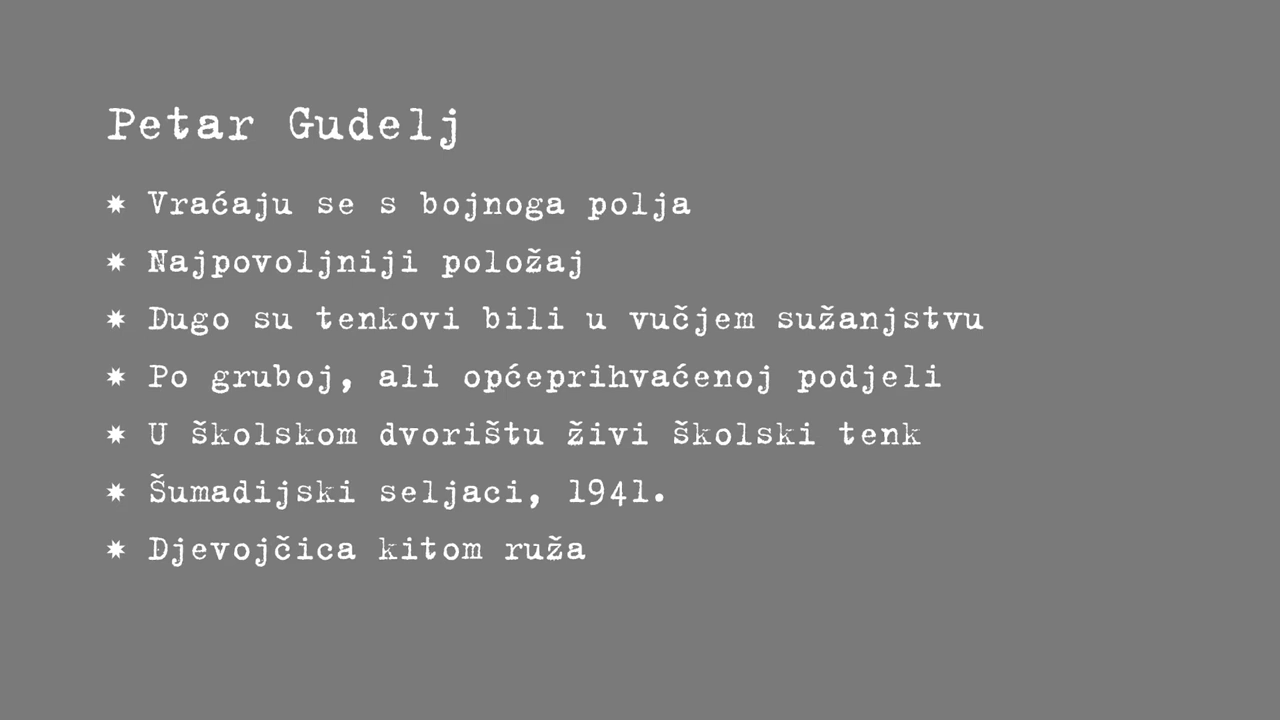 Petar Gudelj
✷ Vraćaju se s bojnoga polja
✷ Najpovoljniji položaj
✷ Dugo su tenkovi bili u vučjem sužanjstvu
✷ Po gruboj, ali općeprihvaćenoj podjeli
✷ U školskom dvorištu živi školski tenk
✷ Šumadijski seljaci, 1941.
✷ Djevojčica kitom ruža